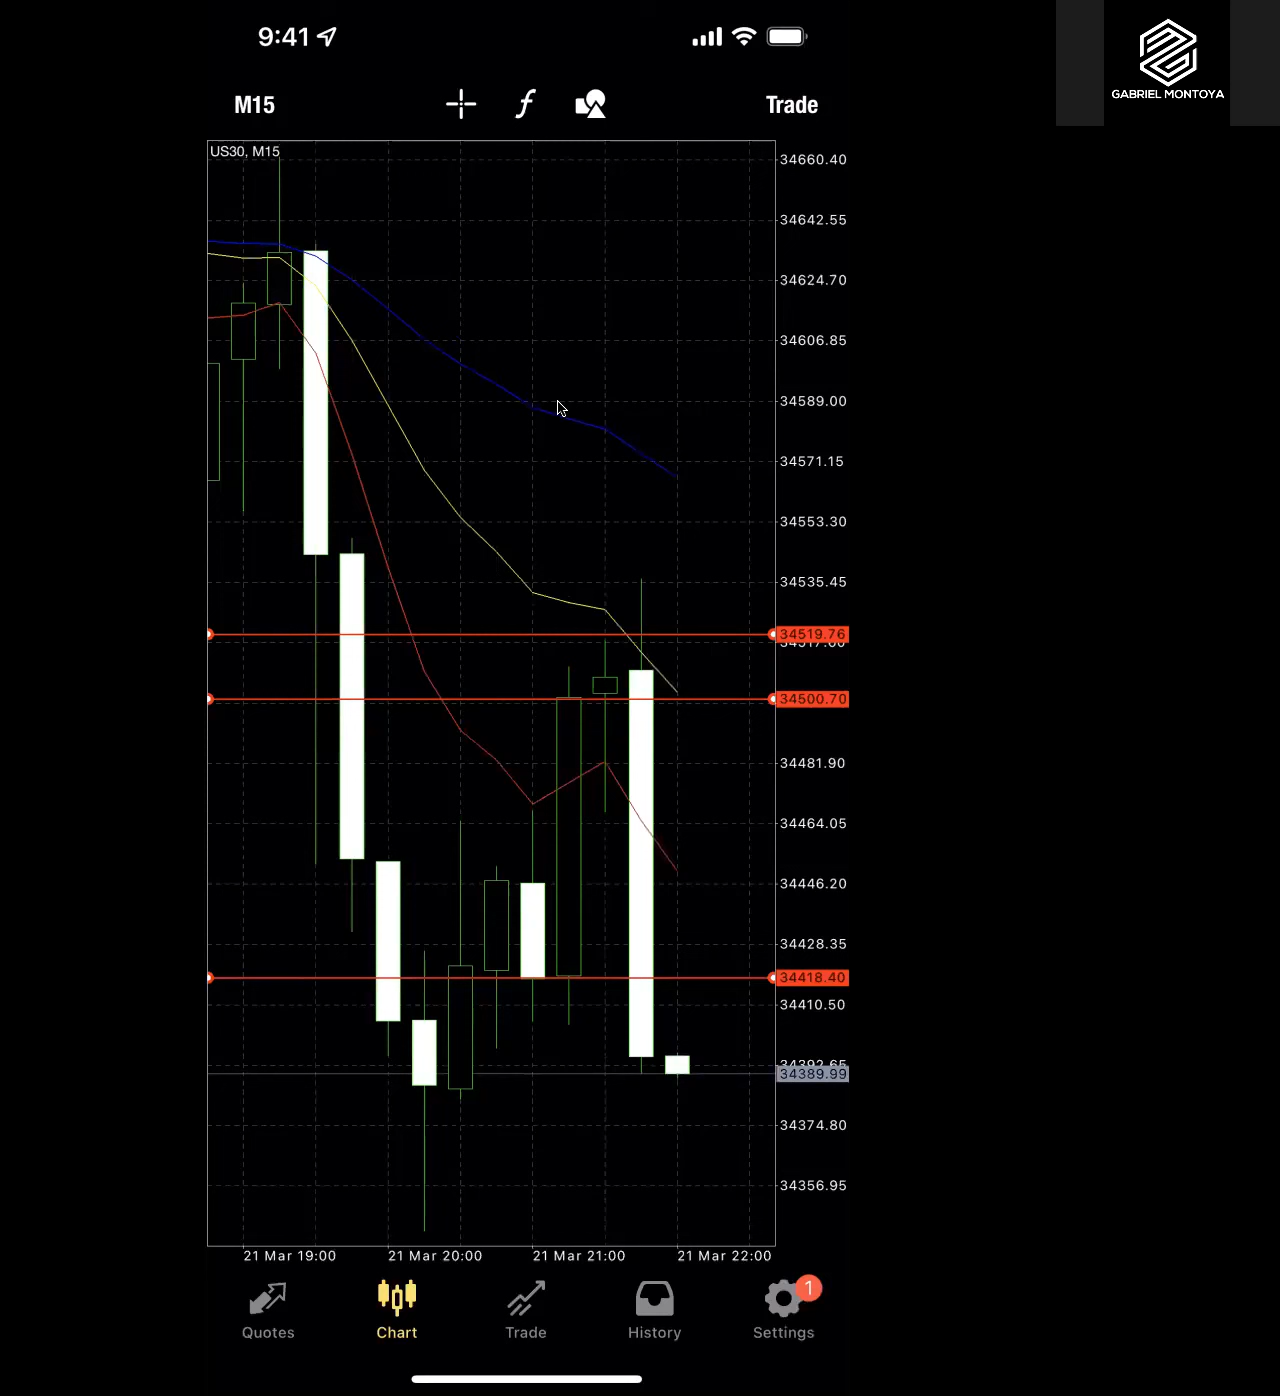 9:41
GABRIEL MONTOYA
M15
Trade
US30, M15
34660.40
34642.55
34624.70
34606.85
34589.00
34571.15
34553.30
34535.45
34519.76
34500.70
34481.90
34464.05
34446.20
34428.35
34418.40
34410.50
34392.65
34389.99
34374.80
34356.95
21 Mar 19:00
21 Mar 20:00
21 Mar 21:00
21 Mar 22:00
1
Quotes
Chart
Trade
History
Settings